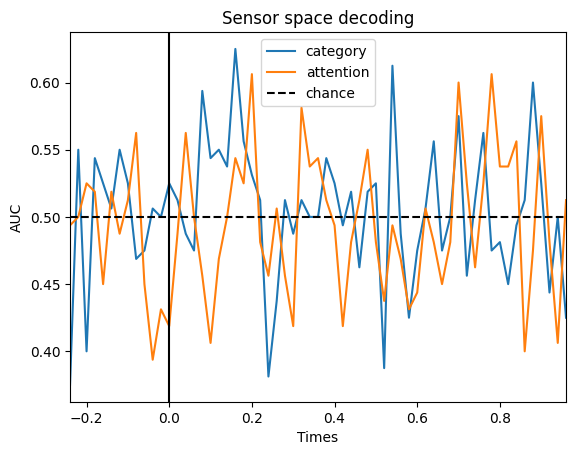 Sensor space decoding
category
attention
chance
AUC
0.60
0.55
0.50
0.45
0.40
−0.2
0.0
0.2
0.4
0.6
0.8
Times